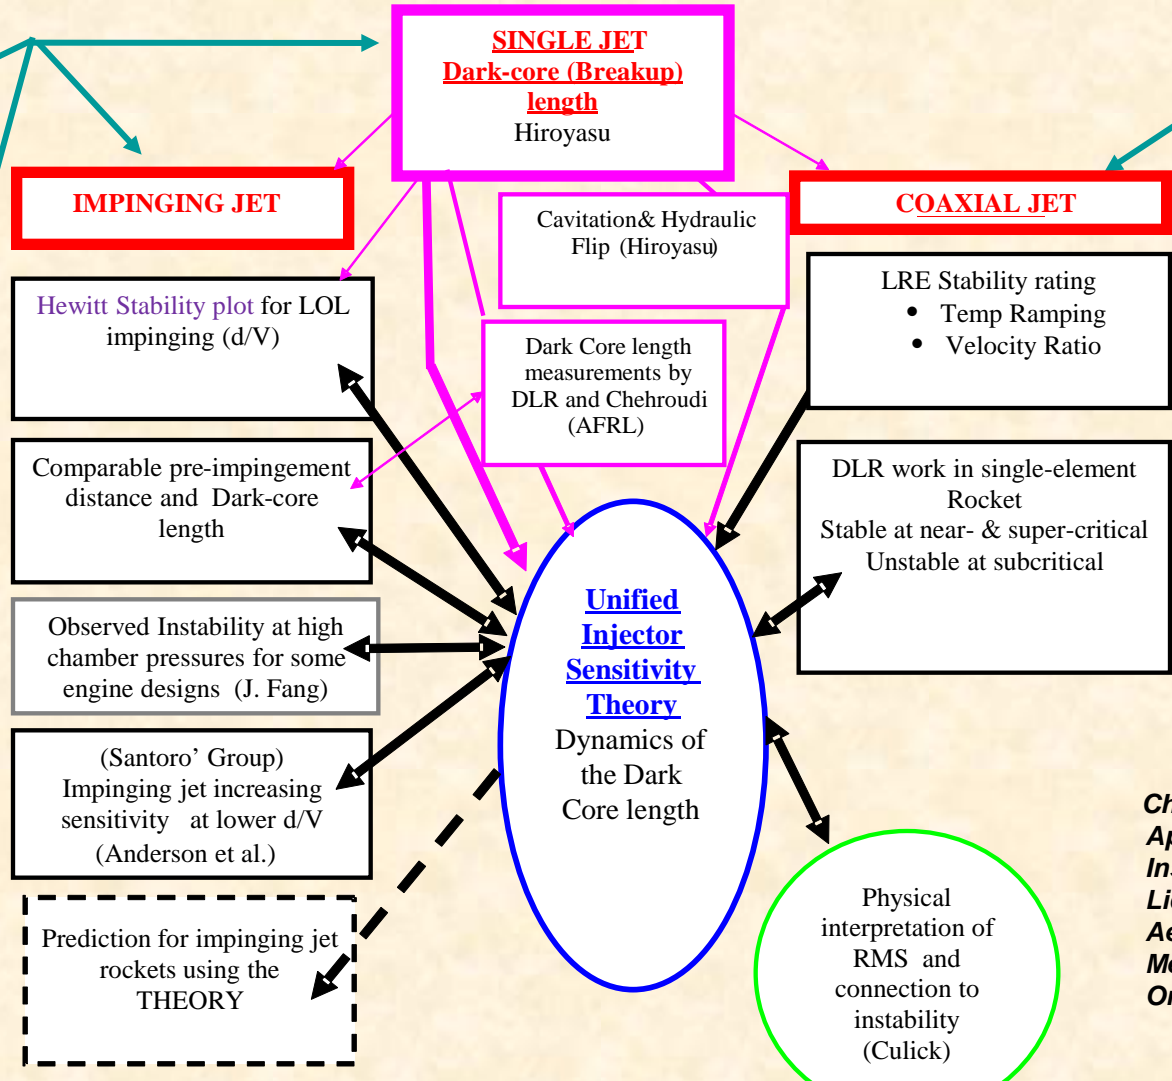 SINGLE JET
Dark-core (Breakup)
length
Hiroyasu
IMPINGING JET
Cavitation& Hydraulic
Flip (Hiroyasu)
COAXIAL JET
Hewitt Stability plot for LOL
impinging (d/V)
LRE Stability rating
• Temp Ramping
• Velocity Ratio
Dark Core length
measurements by
DLR and Chehroudi
(AFRL)
Comparable pre-impingement
distance and Dark-core
length
DLR work in single-element
Rocket
Stable at near- & super-critical
Unstable at subcritical
Observed Instability at high
chamber pressures for some
engine designs (J. Fang)
Unified
Injector
Sensitivity
Theory
Dynamics of
the Dark
Core length
(Santoro’ Group)
Impinging jet increasing
sensitivity at lower d/V
(Anderson et al.)
Prediction for impinging jet
rockets using the
THEORY
Physical
interpretation of
RMS and
connection to
instability
(Culick)